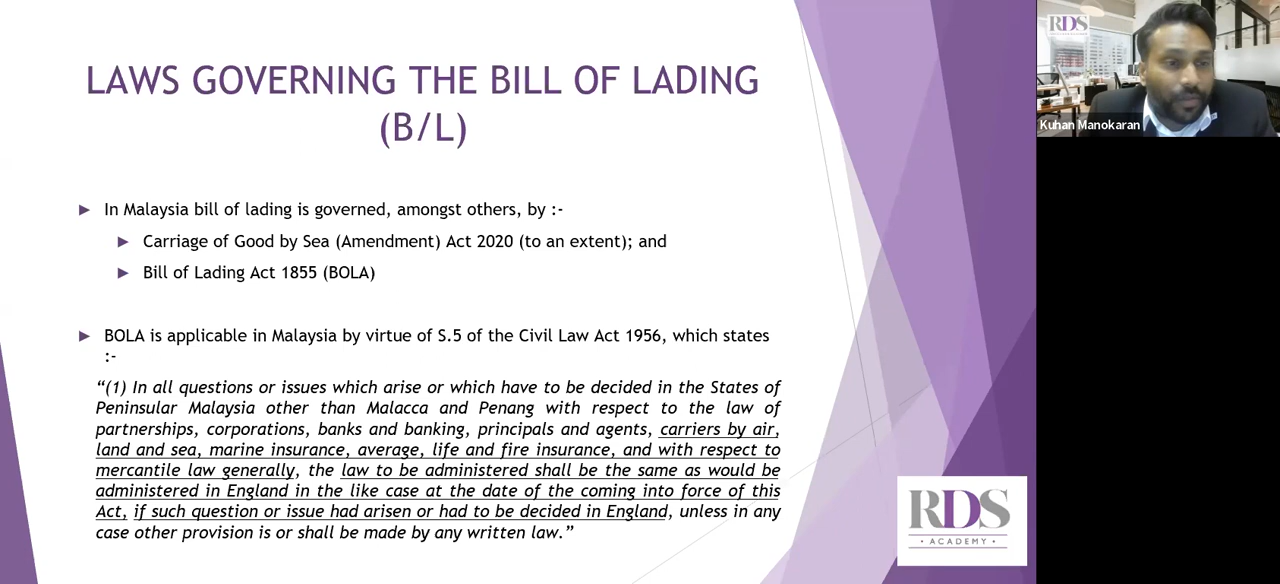 LAWS GOVERNING THE BILL OF LADING
(B/L)
In Malaysia bill of lading is governed, amongst others, by :-
Carriage of Good by Sea (Amendment) Act 2020 (to an extent); and
Bill of Lading Act 1855 (BOLA)
BOLA is applicable in Malaysia by virtue of S.5 of the Civil Law Act 1956, which states
:-
“(1) In all questions or issues which arise or which have to be decided in the States of
Peninsular Malaysia other than Malacca and Penang with respect to the law of
partnerships, corporations, banks and banking, principals and agents, carriers by air,
land and sea, marine insurance, average, life and fire insurance, and with respect to
mercantile law generally, the law to be administered shall be the same as would be
administered in England in the like case at the date of the coming into force of this
Act, if such question or issue had arisen or had to be decided in England, unless in any
case other provision is or shall be made by any written law.”
RDS
• ACADEMY •
RDS
Kuhan Manokaran